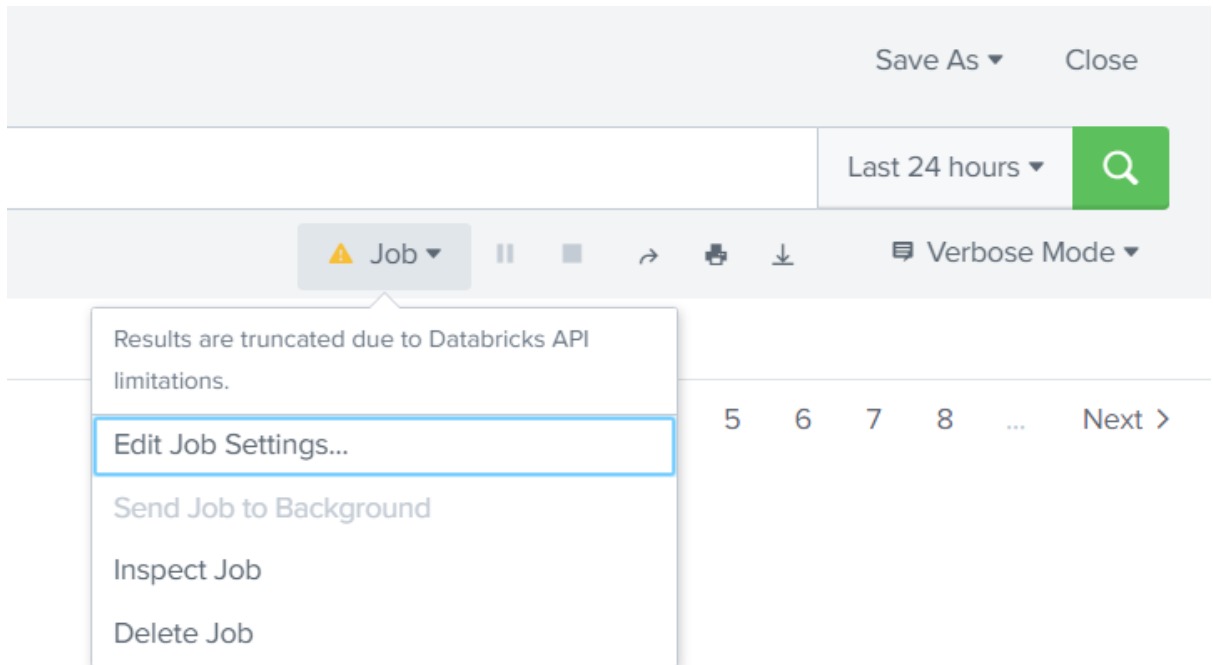 Save As Close
Last 24 hours
Job Verbose Mode
Results are truncated due to Databricks API
limitations.
5 6 7 8 ... Next >
Edit Job Settings...
Send Job to Background
Inspect Job
Delete Job